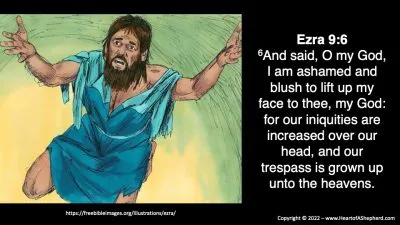 Ezra 9:6
⁶And said, O my God,
I am ashamed and
blush to lift up my
face to thee, my God:
for our iniquities are
increased over our
head, and our
trespass is grown up
unto the heavens.
https://freebibleimages.org/illustrations/ezra/
Copyright © 2022 – www.HeartofAShepherd.com